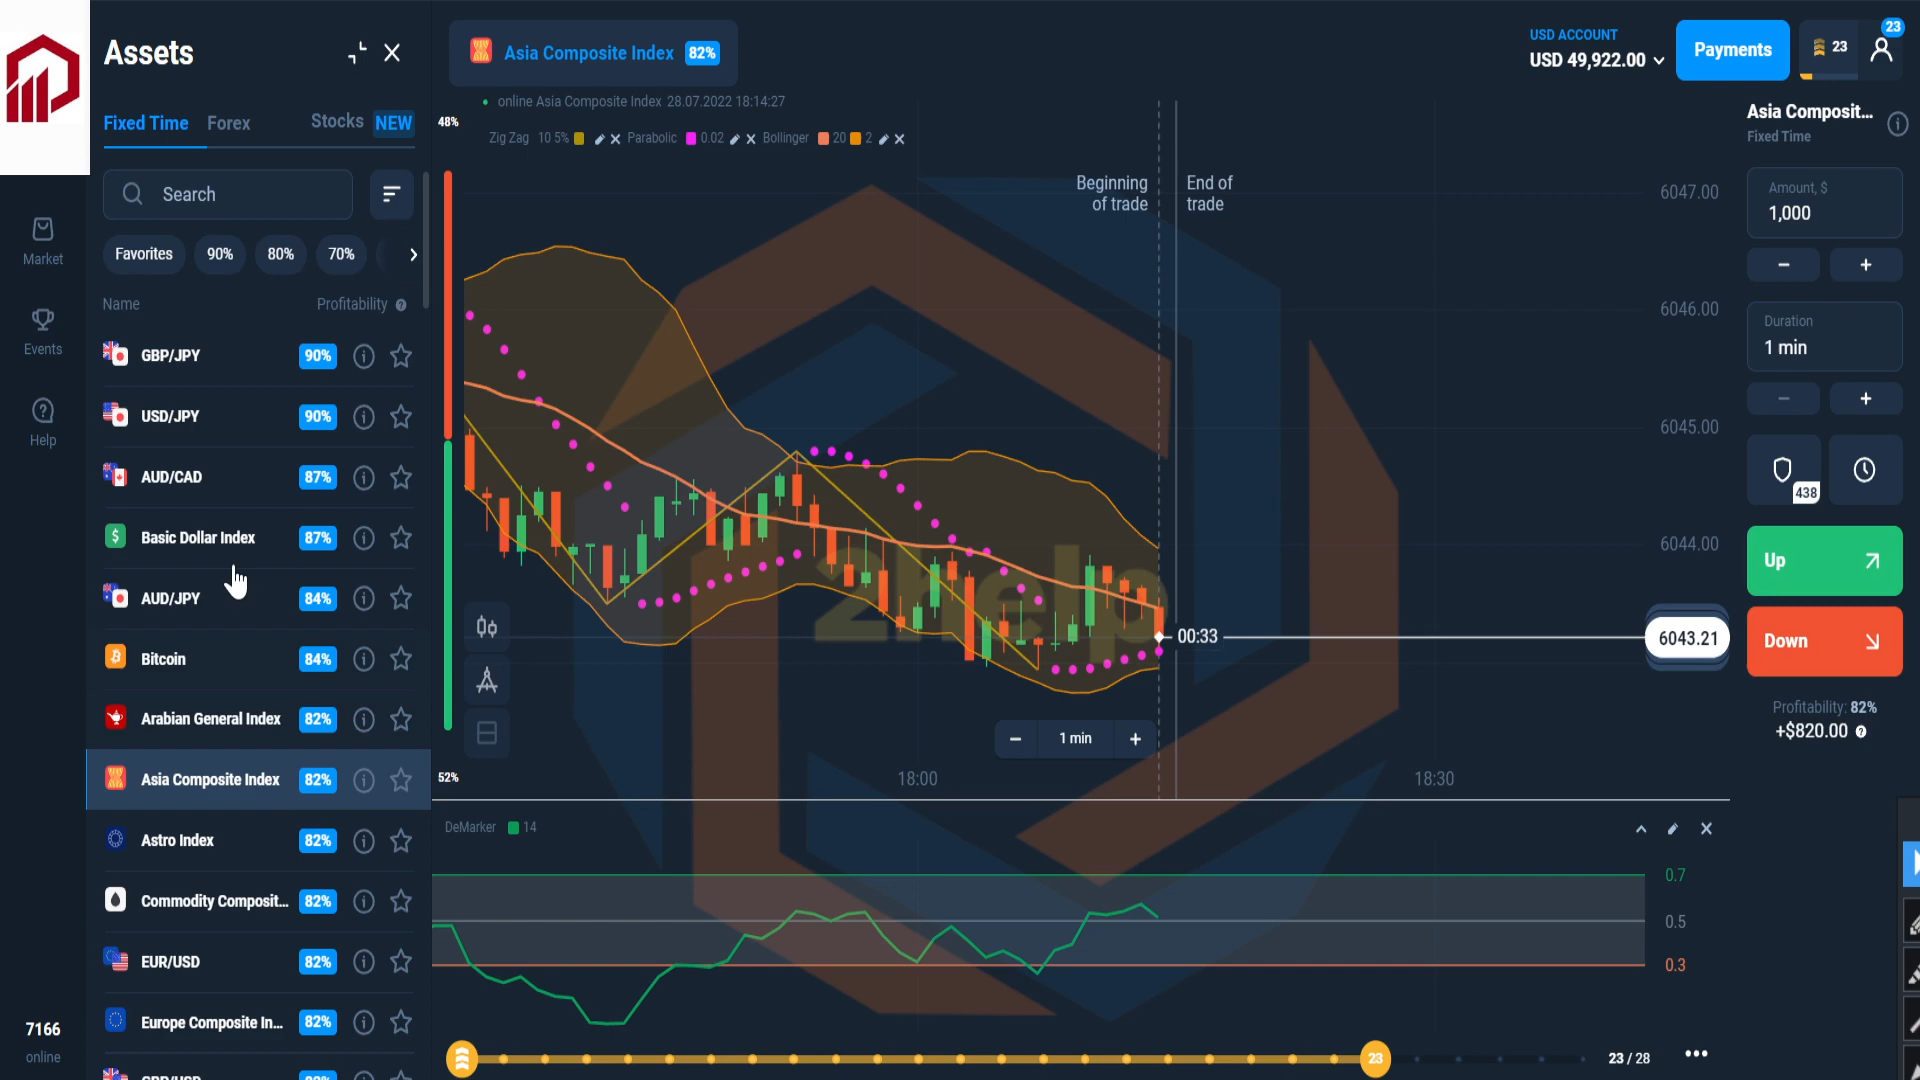 Assets
Fixed Time Forex Stocks NEW
Search
Favorites 90% 80% 70%
Name Profitability
GBP/JPY 90%
USD/JPY 90%
AUD/CAD 87%
Basic Dollar Index 87%
AUD/JPY 84%
Bitcoin 84%
Arabian General Index 82%
Asia Composite Index 82%
Astro Index 82%
Commodity Composit... 82%
EUR/USD 82%
Europe Composite In... 82%
Market
Events
Help
7166
online
Asia Composite Index 82%
online Asia Composite Index 28.07.2022 18:14:27
Zig Zag 10 5% Parabolic 0.02 Bollinger 20 2
48%
52%
Beginning
of trade
End of
trade
6047.00
6046.00
6045.00
6044.00
6043.21
00:33
2help
1 min
18:00 18:30
DeMarker 14
0.7
0.5
0.3
23
23 / 28
USD ACCOUNT
USD 49,922.00
Payments
23
23
Asia Composit...
Fixed Time
Amount, $
1,000
Duration
1 min
438
Up
Down
Profitability: 82%
+$820.00